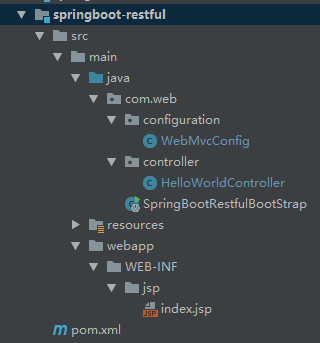 springboot-restful
src
main
java
com.web
configuration
WebMvcConfig
controller
HelloWorldController
SpringBootRestfulBootStrap
resources
webapp
WEB-INF
jsp
JSP index.jsp
m pom.xml